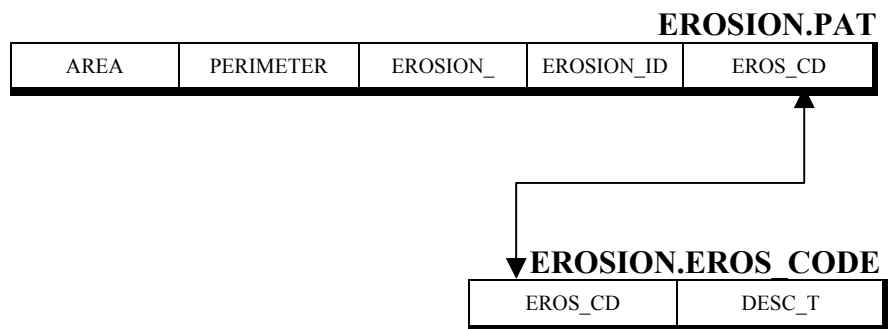 EROSION.PAT
AREA PERIMETER EROSION_ EROSION_ID EROS_CD
EROSION.EROS_CODE
EROS_CD DESC_T